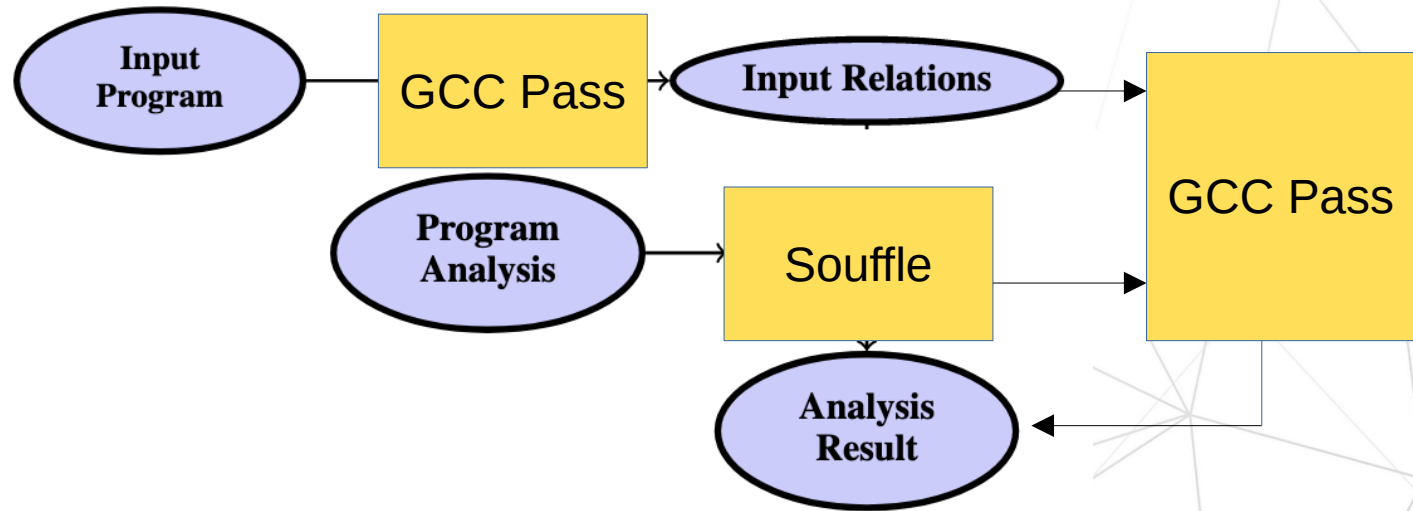 Input
Program
GCC Pass
Input Relations
GCC Pass
Program
Analysis
Souffle
Analysis
Result